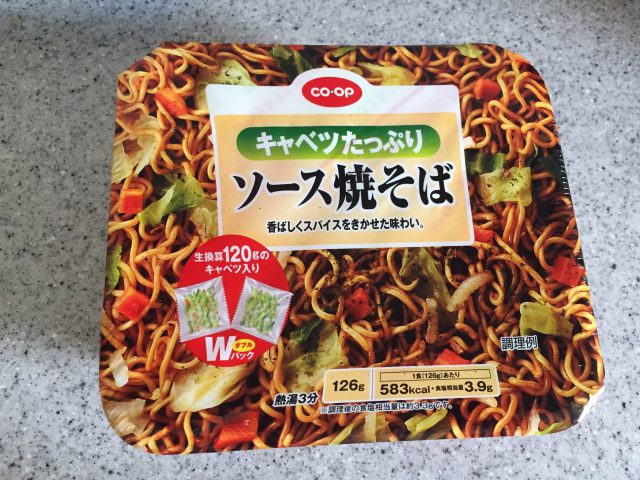 co·op
キャベツたっぷり
ソース焼そば
香ばしくスパイスをきかせた味わい。
生換算120gの
キャベツ入り
Wダブルパック
調理例
熱湯3分
126g
1食(126g)あたり
583kcal・食塩相当量3.9g
※調理後の食塩相当量は約3.3gです。